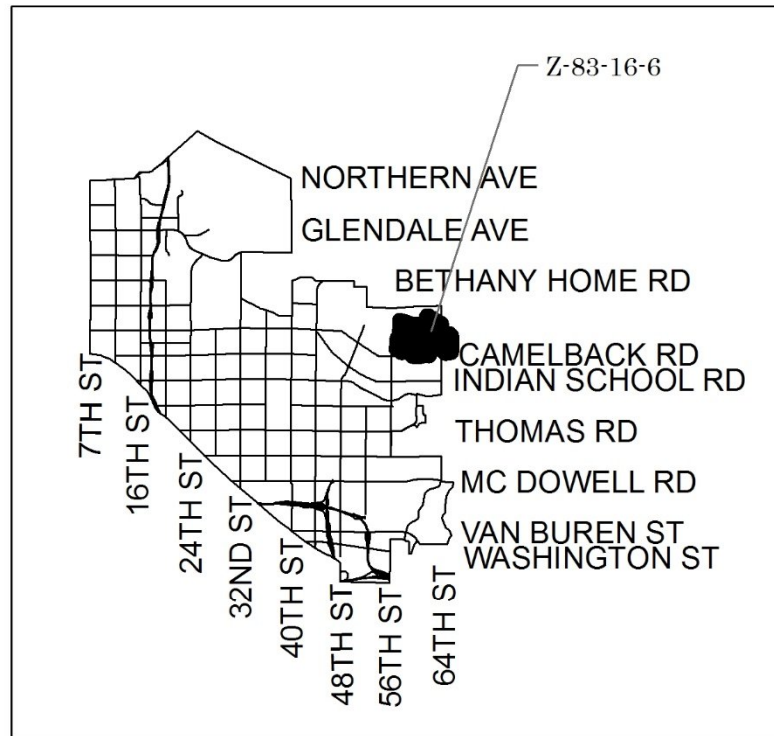 Z-83-16-6
NORTHERN AVE
GLENDALE AVE
BETHANY HOME RD
CAMELBACK RD
INDIAN SCHOOL RD
THOMAS RD
MC DOWELL RD
VAN BUREN ST
WASHINGTON ST
7TH ST
16TH ST
24TH ST
32ND ST
40TH ST
48TH ST
56TH ST
64TH ST